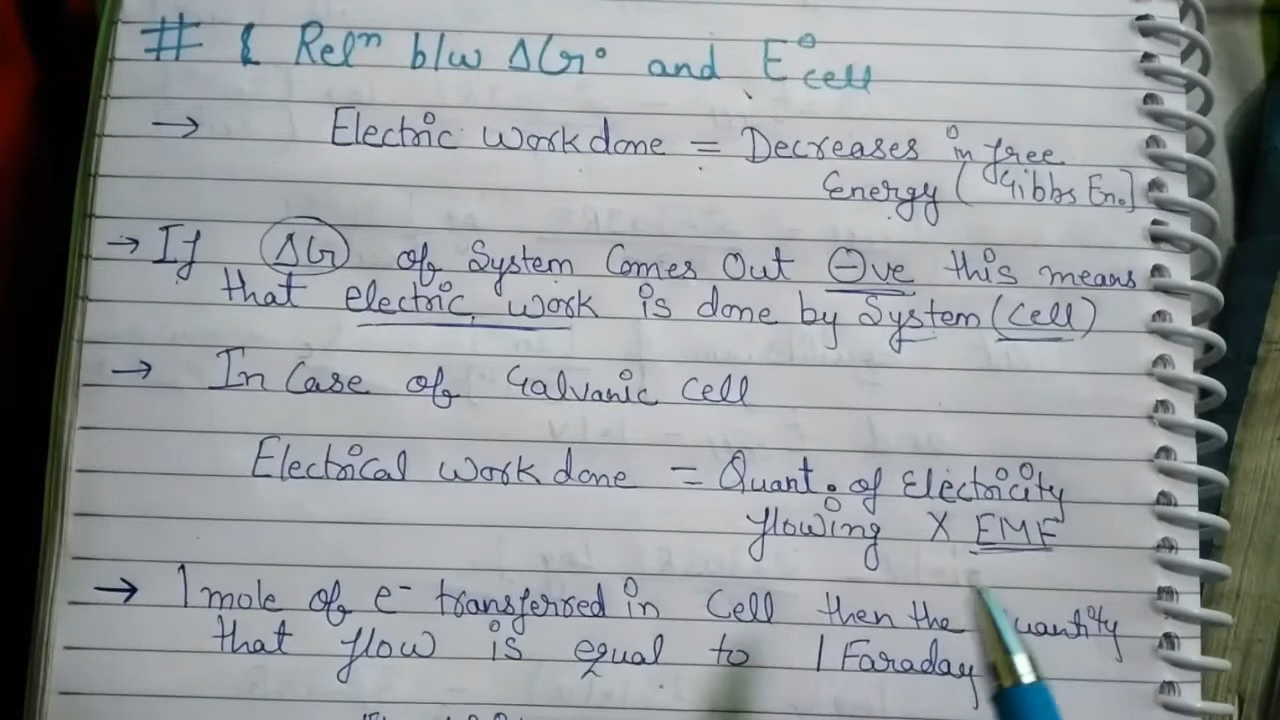 # Relⁿ b/w ΔG° and E°cell
→ Electric Work done = Decreases in free
Energy (Gibbs En.]
→ If ΔG of System Comes Out ⊖ve this means
that electric work is done by System (Cell)
→ In Case of Galvanic Cell
Electrical Work done = Quant. of Electricity
flowing X EMF
→ 1 mole of e⁻ transferred in Cell then the uantity
that flow is equal to 1 Faraday